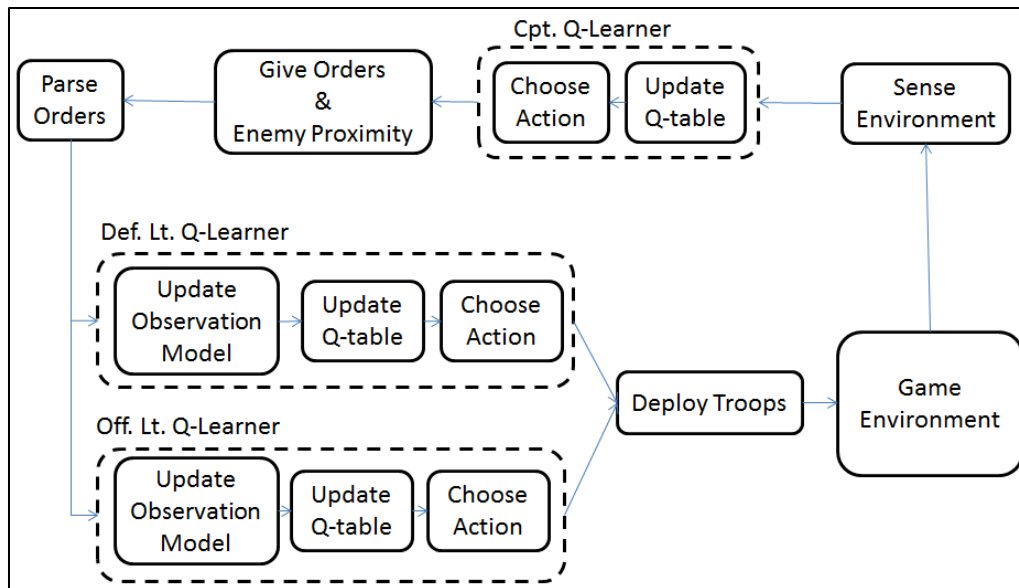 Cpt. Q-Learner
Parse
Orders
Give Orders
&
Enemy Proximity
Choose
Action
Update
Q-table
Sense
Environment
Def. Lt. Q-Learner
Update
Observation
Model
Update
Q-table
Choose
Action
Off. Lt. Q-Learner
Update
Observation
Model
Update
Q-table
Choose
Action
Deploy Troops
Game
Environment